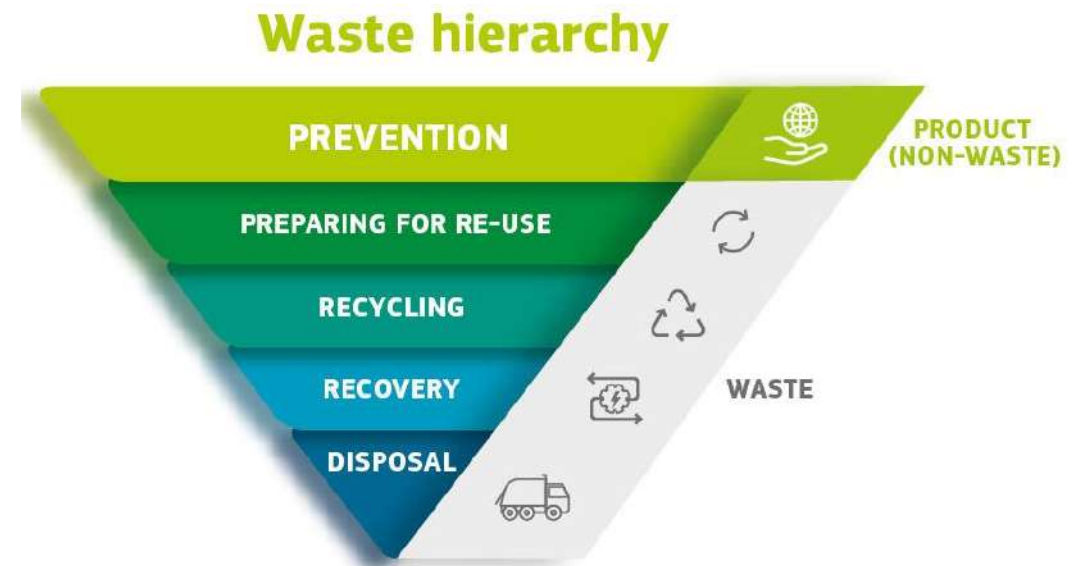 Waste hierarchy
PREVENTION
PRODUCT
(NON-WASTE)
PREPARING FOR RE-USE
RECYCLING
RECOVERY
WASTE
DISPOSAL